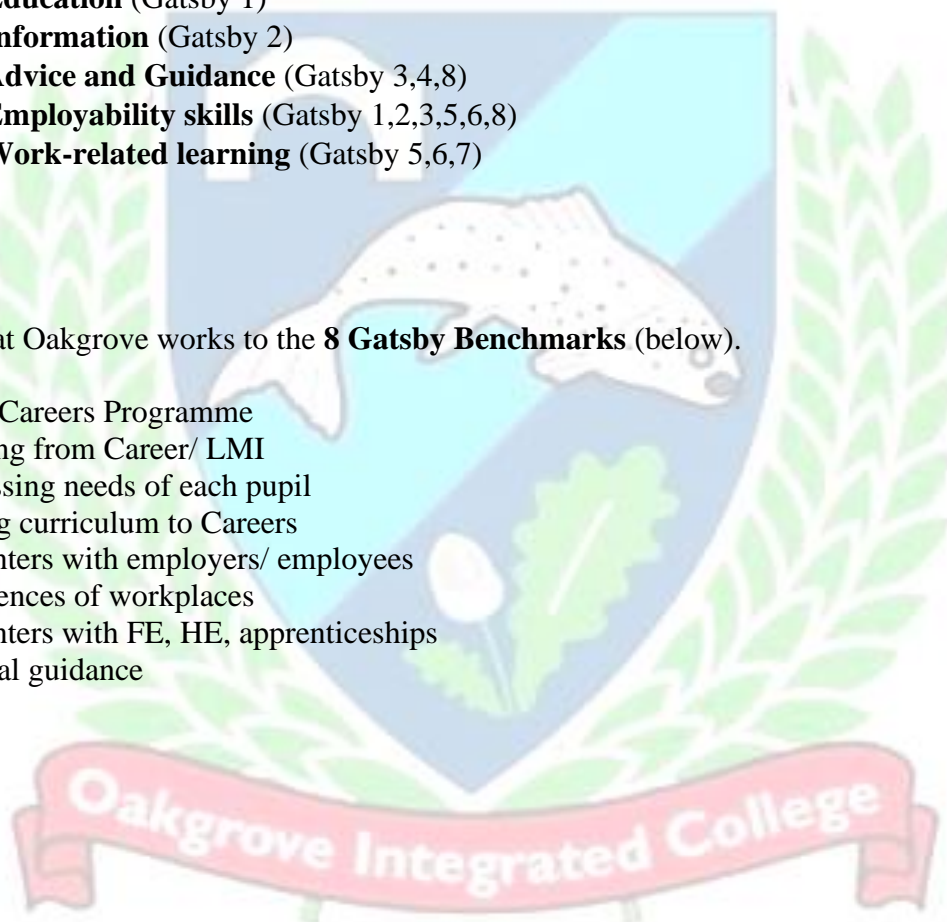 Education (Gatsby 1)
Information (Gatsby 2)
Advice and Guidance (Gatsby 3,4,8)
Employability skills (Gatsby 1,2,3,5,6,8)
Work-related learning (Gatsby 5,6,7)
at Oakgrove works to the 8 Gatsby Benchmarks (below).
Careers Programme
ng from Career/ LMI
ssing needs of each pupil
g curriculum to Careers
nters with employers/ employees
ences of workplaces
nters with FE, HE, apprenticeships
al guidance
Oakgrove Integrated College